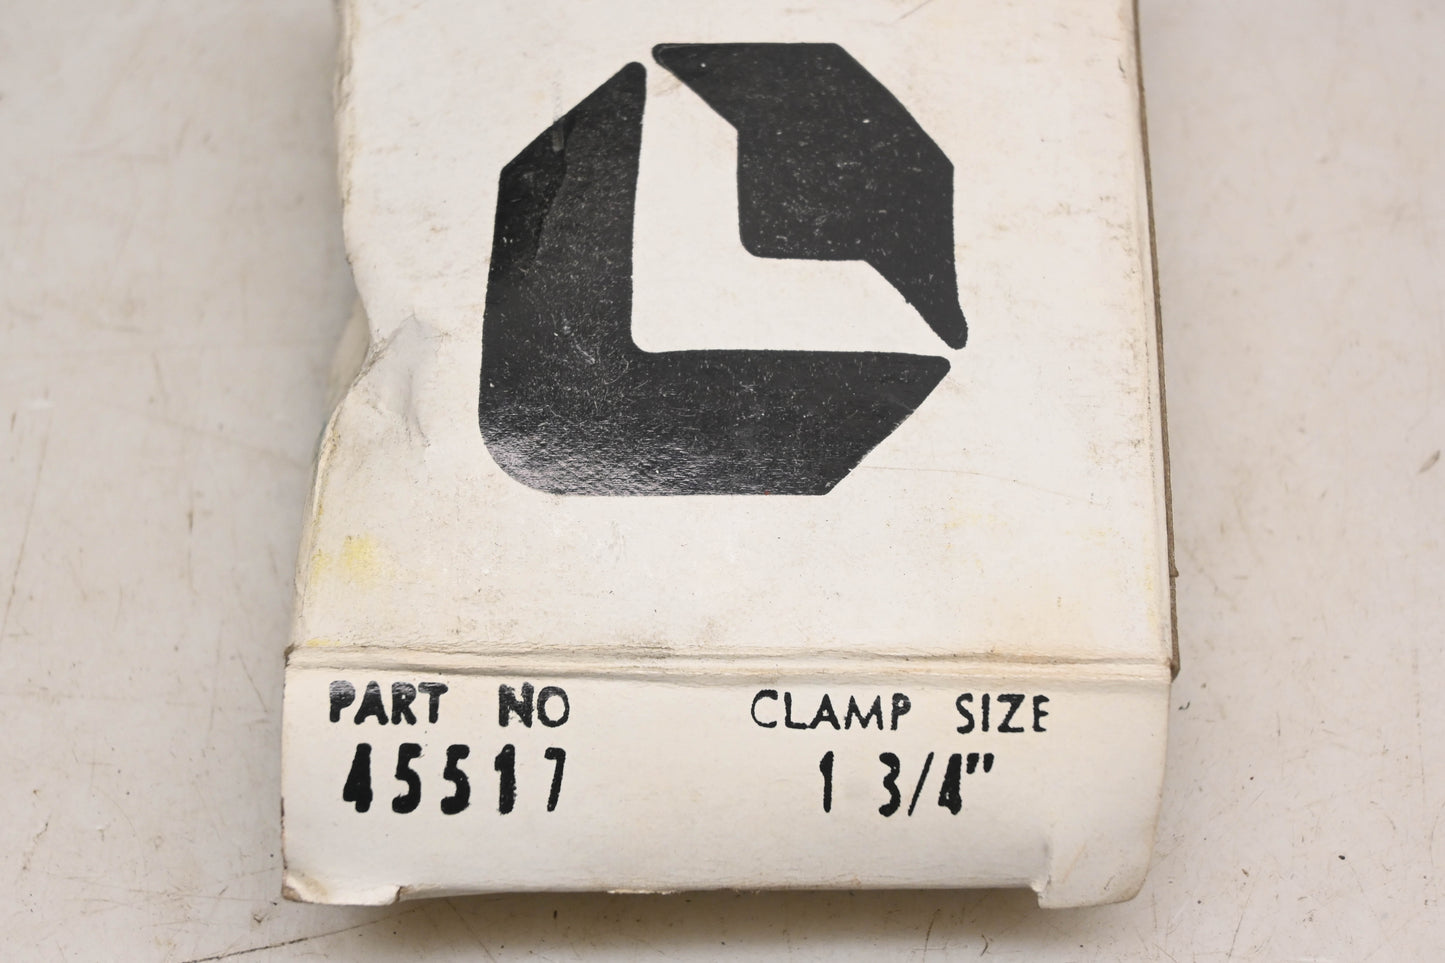 PART NO CLAMP SIZE
45517 1 3/4"